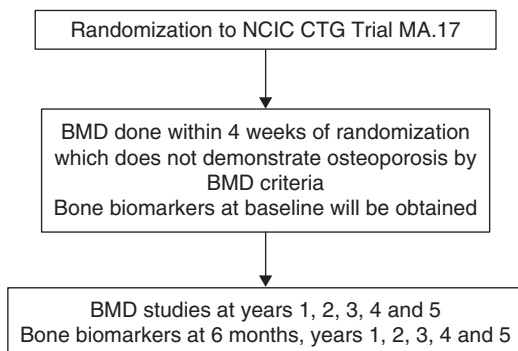 Randomization to NCIC CTG Trial MA.17
BMD done within 4 weeks of randomization
which does not demonstrate osteoporosis by
BMD criteria
Bone biomarkers at baseline will be obtained
BMD studies at years 1, 2, 3, 4 and 5
Bone biomarkers at 6 months, years 1, 2, 3, 4 and 5